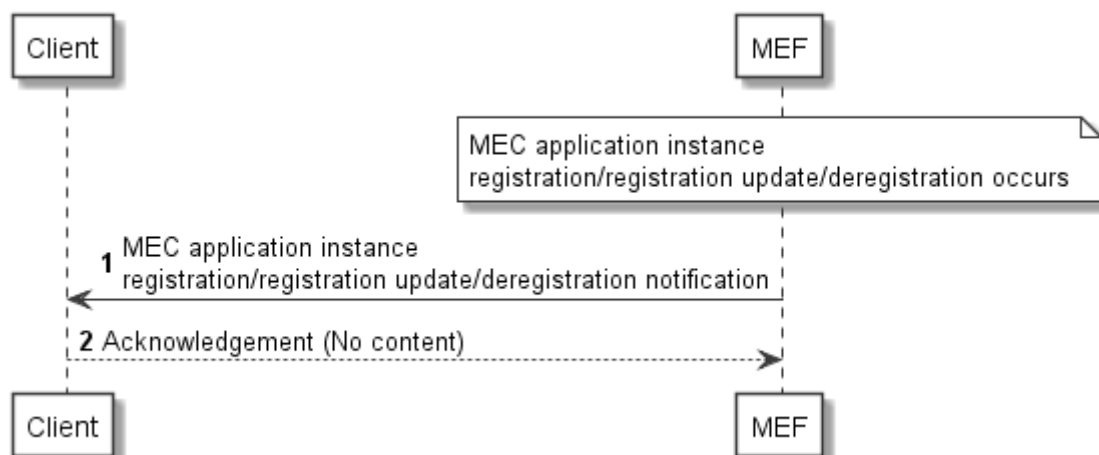 Client
MEF
MEC application instance
registration/registration update/deregistration occurs
1 MEC application instance
registration/registration update/deregistration notification
2 Acknowledgement (No content)
Client
MEF